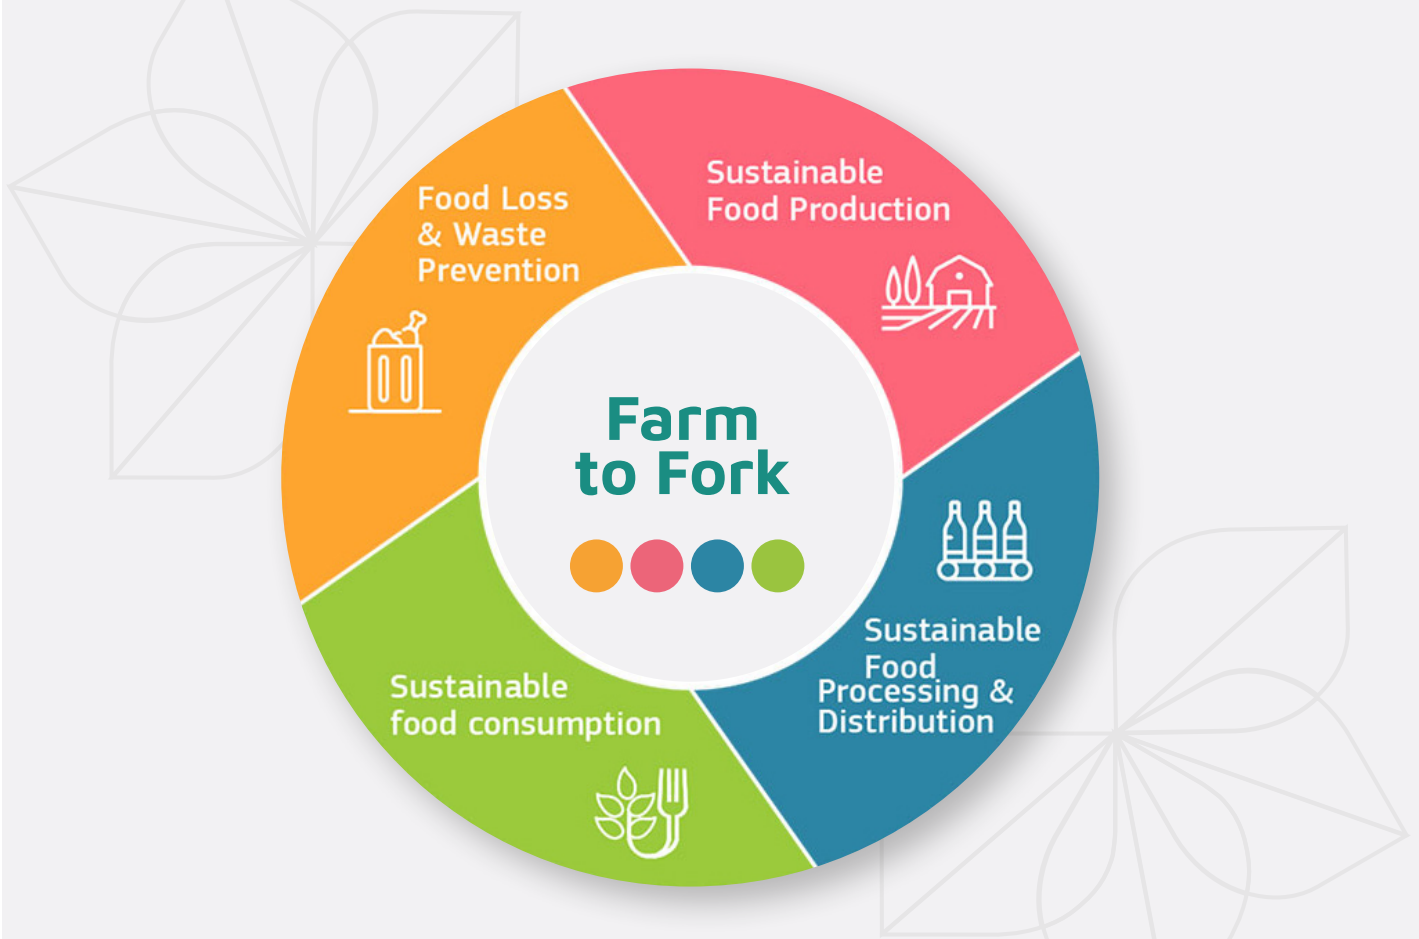 Sustainable
Food Production
Food Loss
& Waste
Prevention
Farm
to Fork
Sustainable
Food
Processing &
Distribution
Sustainable
food consumption